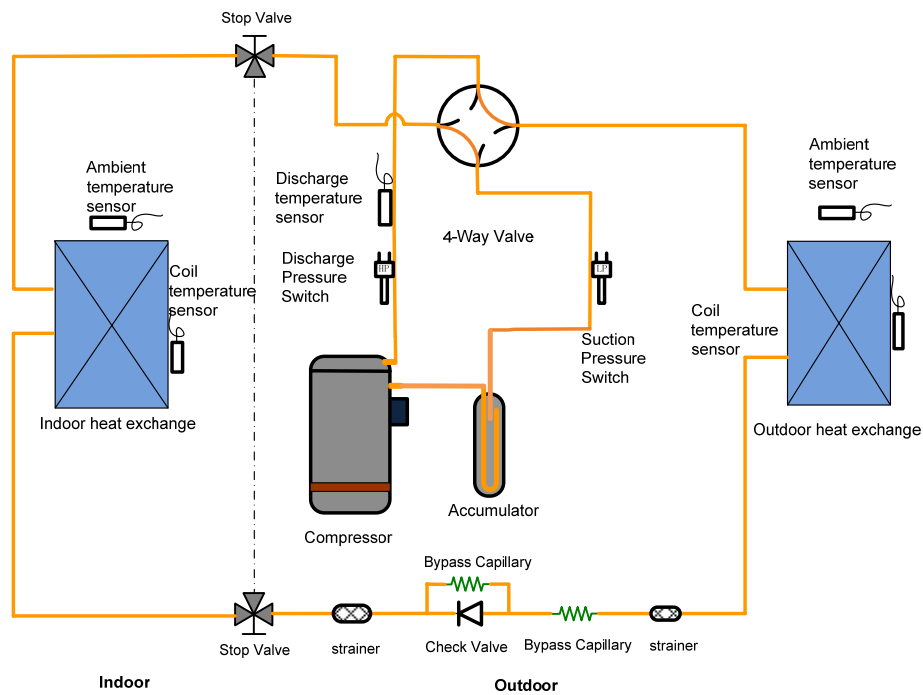 Stop Valve
Ambient
temperature
sensor
Discharge
temperature
sensor
Ambient
temperature
sensor
4-Way Valve
Discharge
Pressure
Switch
HP
LP
Coil
temperature
sensor
Coil
temperature
sensor
Suction
Pressure
Switch
Indoor heat exchange
Outdoor heat exchange
Accumulator
Compressor
Bypass Capillary
Stop Valve
strainer
Check Valve
Bypass Capillary
strainer
Indoor
Outdoor